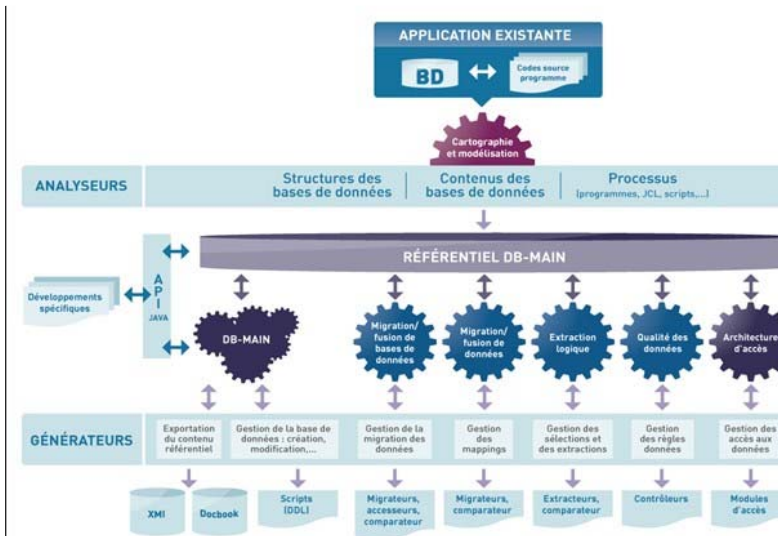 APPLICATION EXISTANTE
BD
Codes source
programme
Cartographie
et modélisation
ANALYSEURS
Structures des
bases de données
Contenus des
bases de données
Processus
(programmes, JCL, scripts,...)
RÉFÉRENTIEL DB-MAIN
API
JAVA
Développements
spécifiques
DB-MAIN
Migration/
fusion de
bases de
données
Migration/
fusion de
données
Extraction
logique
Qualité des
données
Architecture
d'accès
GÉNÉRATEURS
Exportation
du contenu
référentiel
Gestion de la base de
données : création,
modification,...
Gestion de la
migration des
données
Gestion
des
mappings
Gestion des
sélections et
des extractions
Gestion
des règles
données
Gestion des
accès aux
données
XMI
Docbook
Scripts
(DDL)
Migrateurs,
accesseurs,
comparateur
Migrateurs,
comparateur
Extracteurs,
comparateur
Contrôleurs
Modules
d'accès